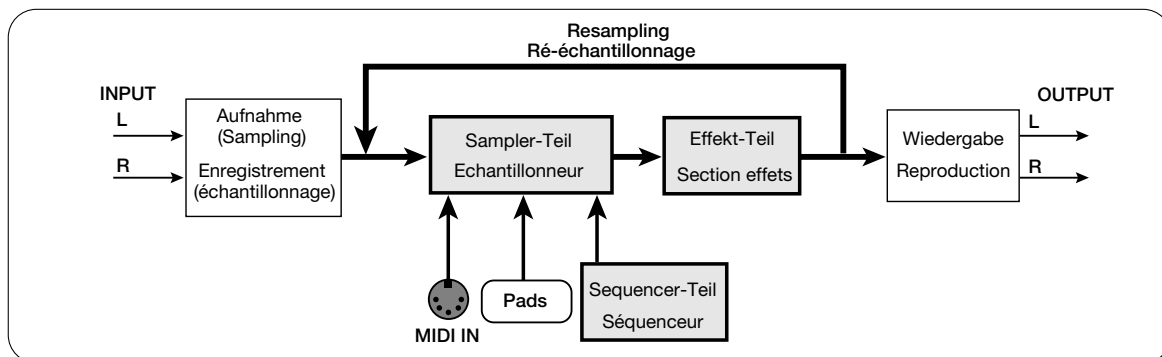 Resampling
Ré-échantillonnage
INPUT
L
R
Aufnahme
(Sampling)
Enregistrement
(échantillonnage)
Sampler-Teil
Echantillonneur
Effekt-Teil
Section effets
Wiedergabe
Reproduction
OUTPUT
L
R
MIDI IN
Pads
Sequencer-Teil
Séquenceur